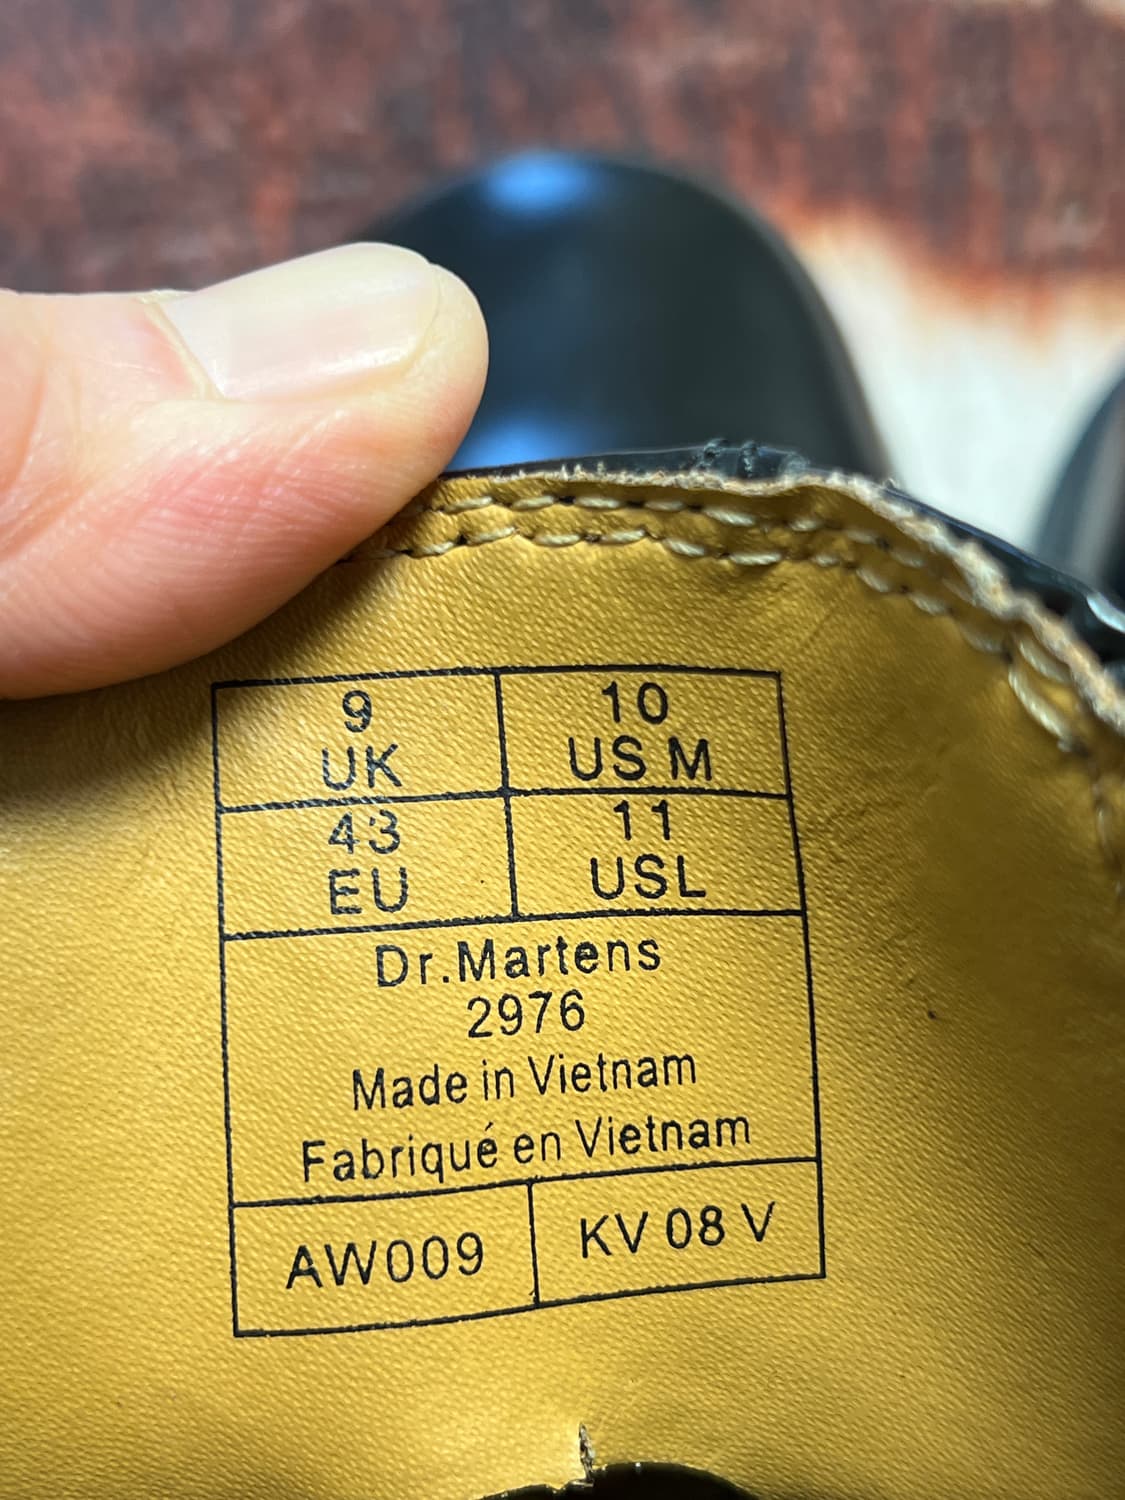 9
UK
10
US M
43
EU
11
USL
Dr.Martens
2976
Made in Vietnam
Fabriqué en Vietnam
AW009
KV 08 V